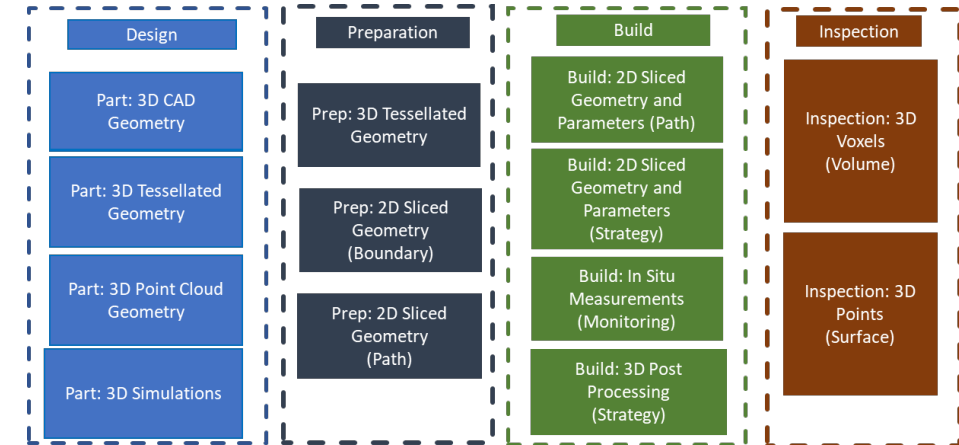 Design
Part: 3D CAD
Geometry
Part: 3D Tessellated
Geometry
Part: 3D Point Cloud
Geometry
Part: 3D Simulations
Preparation
Prep: 3D Tessellated
Geometry
Prep: 2D Sliced
Geometry
(Boundary)
Prep: 2D Sliced
Geometry
(Path)
Build
Build: 2D Sliced
Geometry and
Parameters (Path)
Build: 2D Sliced
Geometry and
Parameters
(Strategy)
Build: In Situ
Measurements
(Monitoring)
Build: 3D Post
Processing
(Strategy)
Inspection
Inspection: 3D
Voxels
(Volume)
Inspection: 3D
Points
(Surface)